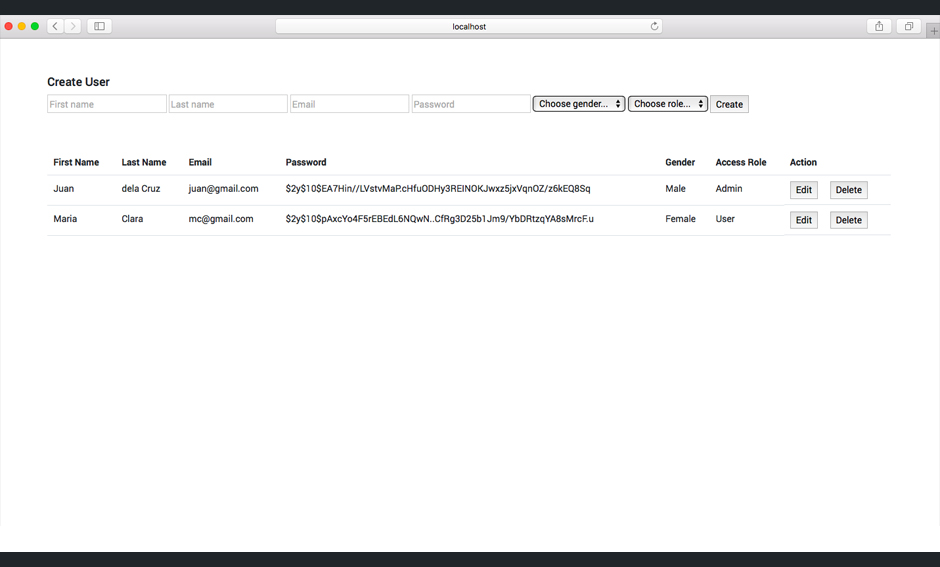 localhost
Create User
First name Last name Email Password Choose gender... Choose role... Create
First Name Last Name Email Password Gender Access Role Action
Juan dela Cruz juan@gmail.com $2y$10$EA7Hin//LVstvMaP.cHfuODHy3REINOKJwxz5jxVqnOZ/z6kEQ8Sq Male Admin Edit Delete
Maria Clara mc@gmail.com $2y$10$pAxcYo4F5rEBEdL6NQwN..CfRg3D25b1Jm9/YbDRtzqYA8sMrcF.u Female User Edit Delete